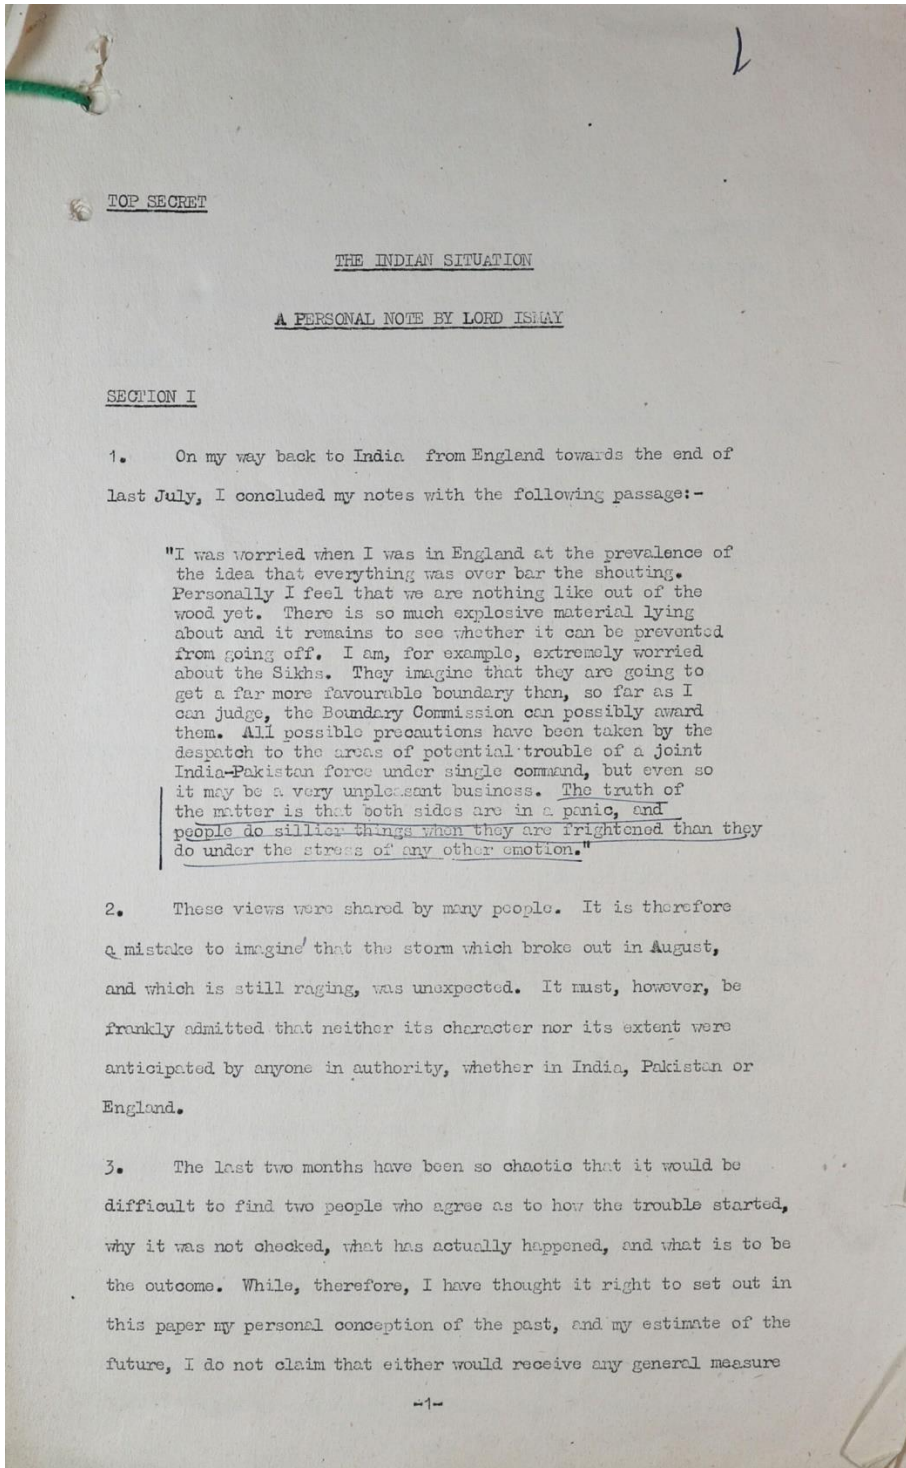 1
TOP SECRET
THE INDIAN SITUATION
A PERSONAL NOTE BY LORD ISMAY
SECTION I
1. On my way back to India from England towards the end of
last July, I concluded my notes with the following passage:-
"I was worried when I was in England at the prevalence of
the idea that everything was over bar the shouting.
Personally I feel that we are nothing like out of the
wood yet. There is so much explosive material lying
about and it remains to see whether it can be prevented
from going off. I am, for example, extremely worried
about the Sikhs. They imagine that they are going to
get a far more favourable boundary than, so far as I
can judge, the Boundary Commission can possibly award
them. All possible precautions have been taken by the
despatch to the areas of potential trouble of a joint
India-Pakistan force under single command, but even so
it may be a very unpleasant business. The truth of
the matter is that both sides are in a panic, and
people do sillier things when they are frightened than they
do under the stress of any other emotion."
2. These views were shared by many people. It is therefore
a mistake to imagine that the storm which broke out in August,
and which is still raging, was unexpected. It must, however, be
frankly admitted that neither its character nor its extent were
anticipated by anyone in authority, whether in India, Pakistan or
England.
3. The last two months have been so chaotic that it would be
difficult to find two people who agree as to how the trouble started,
why it was not checked, what has actually happened, and what is to be
the outcome. While, therefore, I have thought it right to set out in
this paper my personal conception of the past, and my estimate of the
future, I do not claim that either would receive any general measure
-1-